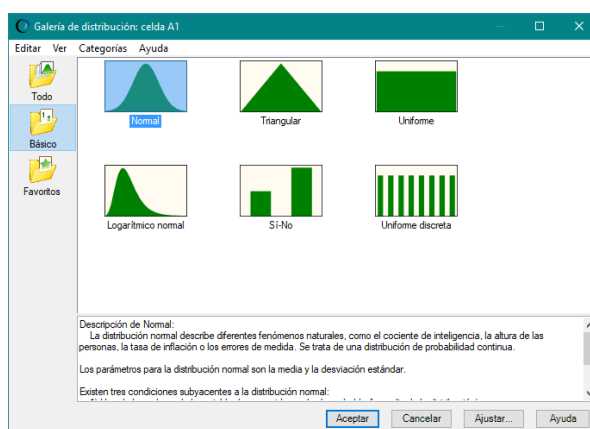 Galería de distribución: celda A1
Editar Ver Categorías Ayuda
Todo
Básico
Favoritos
Normal Triangular Uniforme
Logarítmico normal Sí-No Uniforme discreta
Descripción de Normal:
La distribución normal describe diferentes fenómenos naturales, como el cociente de inteligencia, la altura de las
personas, la tasa de inflación o los errores de medida. Se trata de una distribución de probabilidad continua.
Los parámetros para la distribución normal son la media y la desviación estándar.
Existen tres condiciones subyacentes a la distribución normal:
Aceptar Cancelar Ajustar... Ayuda